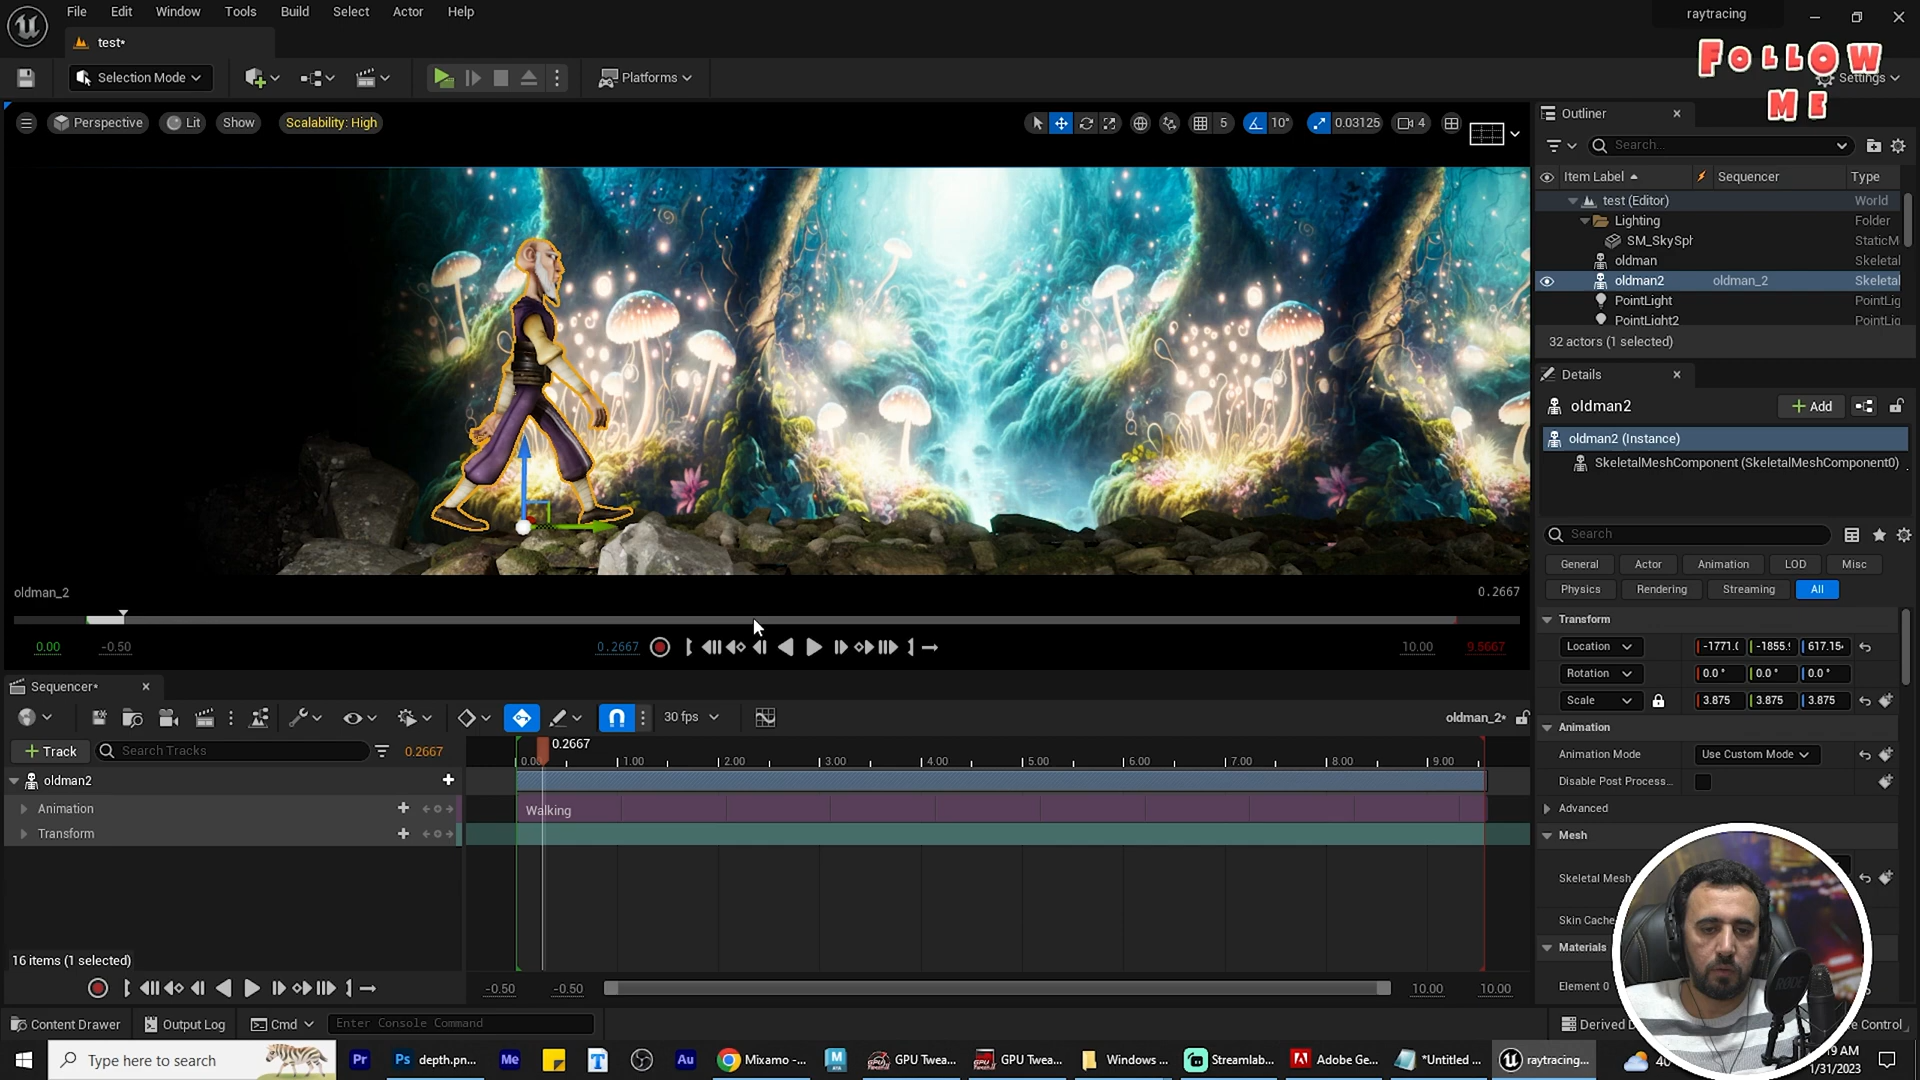 File Edit Window Tools Build Select Actor Help
raytracing
test*
FOLLOW
ME
Selection Mode
Platforms
Settings
Perspective Lit Show Scalability: High
5 10° 0.03125 4
Outliner
Search...
Item Label Sequencer Type
test (Editor) World
Lighting Folder
SM_SkySph StaticM
oldman Skeletal
oldman2 oldman_2 Skeletal
PointLight PointLig
PointLight2 PointLig
32 actors (1 selected)
Details
oldman2
Add
oldman2 (Instance)
SkeletalMeshComponent (SkeletalMeshComponent0)
Search
General Actor Animation LOD Misc
Physics Rendering Streaming All
Transform
Location -1771.( -1855.! 617.15
Rotation 0.0 ° 0.0 ° 0.0 °
Scale 3.875 3.875 3.875
Animation
Animation Mode Use Custom Mode
Disable Post Process...
Advanced
Mesh
Skeletal Mesh
Skin Cache
Materials
Element 0
oldman_2 0.2667
0.00 -0.50 0.2667 10.00 9.5667
Sequencer*
30 fps
oldman_2*
Track Search Tracks 0.2667
0.2667
0.00 1.00 2.00 3.00 4.00 5.00 6.00 7.00 8.00 9.00
oldman2
Animation
Walking
Transform
16 items (1 selected)
-0.50 -0.50 10.00 10.00
Content Drawer Output Log Cmd Enter Console Command
Derived D
e Control
Type here to search
Pr
Ps depth.pn...
Me
T
Au
Mixamo -...
GPU Twea...
GPU Twea...
Windows ...
Streamlab...
Adobe Ge...
*Untitled ...
raytracing...
:19 AM
1/31/2023